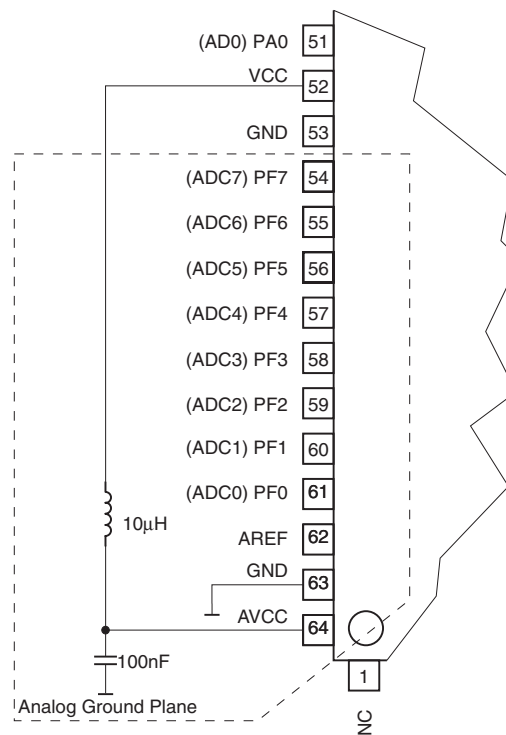 (AD0) PA0 51
VCC 52
GND 53
(ADC7) PF7 54
(ADC6) PF6 55
(ADC5) PF5 56
(ADC4) PF4 57
(ADC3) PF3 58
(ADC2) PF2 59
(ADC1) PF1 60
(ADC0) PF0 61
10μH
AREF 62
GND 63
AVCC 64
100nF
1
Analog Ground Plane
NC